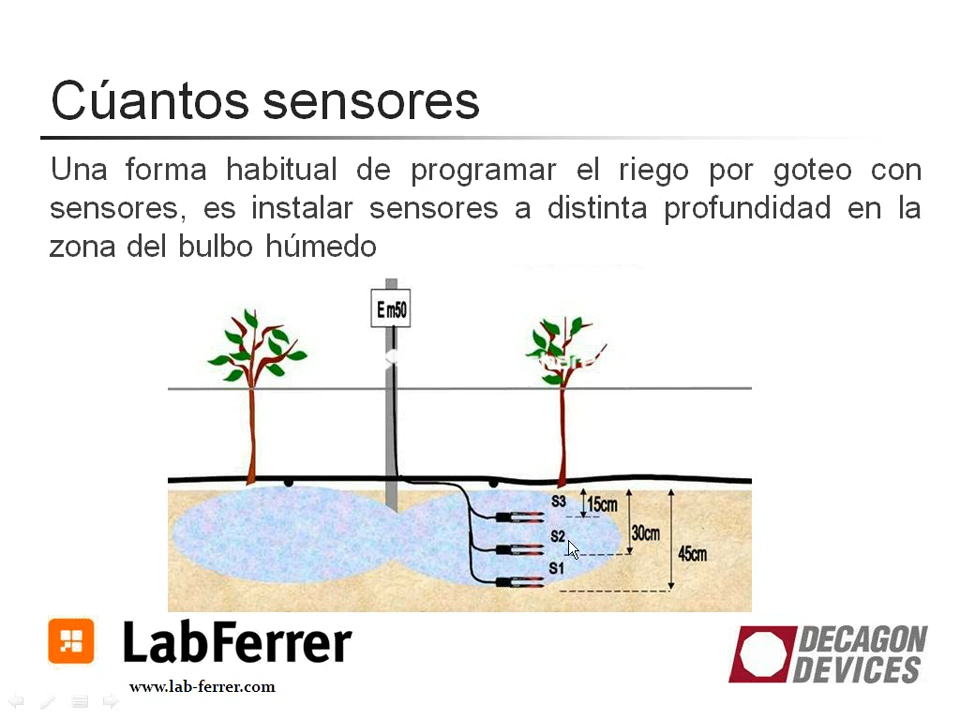 Cúantos sensores
Una forma habitual de programar el riego por goteo con
sensores, es instalar sensores a distinta profundidad en la
zona del bulbo húmedo
Em50
S3
15cm
S2
30cm
S1
45cm
LabFerrer
www.lab-ferrer.com
DECAGON
DEVICES